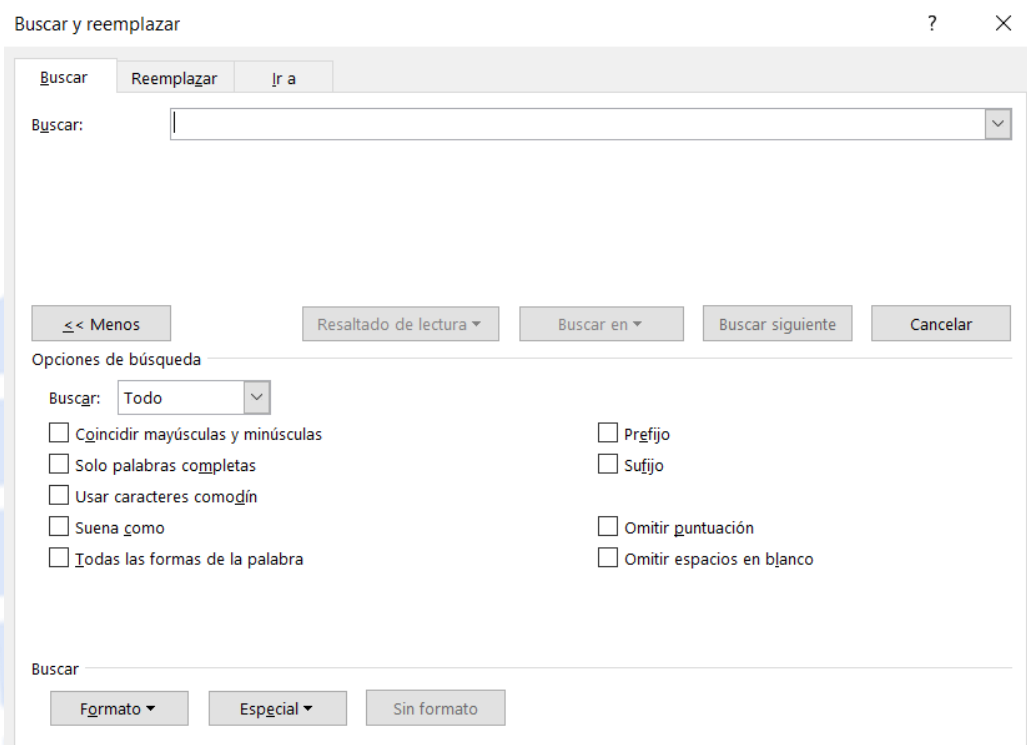 Buscar y reemplazar ?
Buscar Reemplazar Ir a
Buscar:
<< Menos Resaltado de lectura Buscar en Buscar siguiente Cancelar
Opciones de búsqueda
Buscar: Todo
Coincidir mayúsculas y minúsculas Prefijo
Solo palabras completas Sufijo
Usar caracteres comodín
Suena como Omitir puntuación
Todas las formas de la palabra Omitir espacios en blanco
Buscar
Formato Especial Sin formato